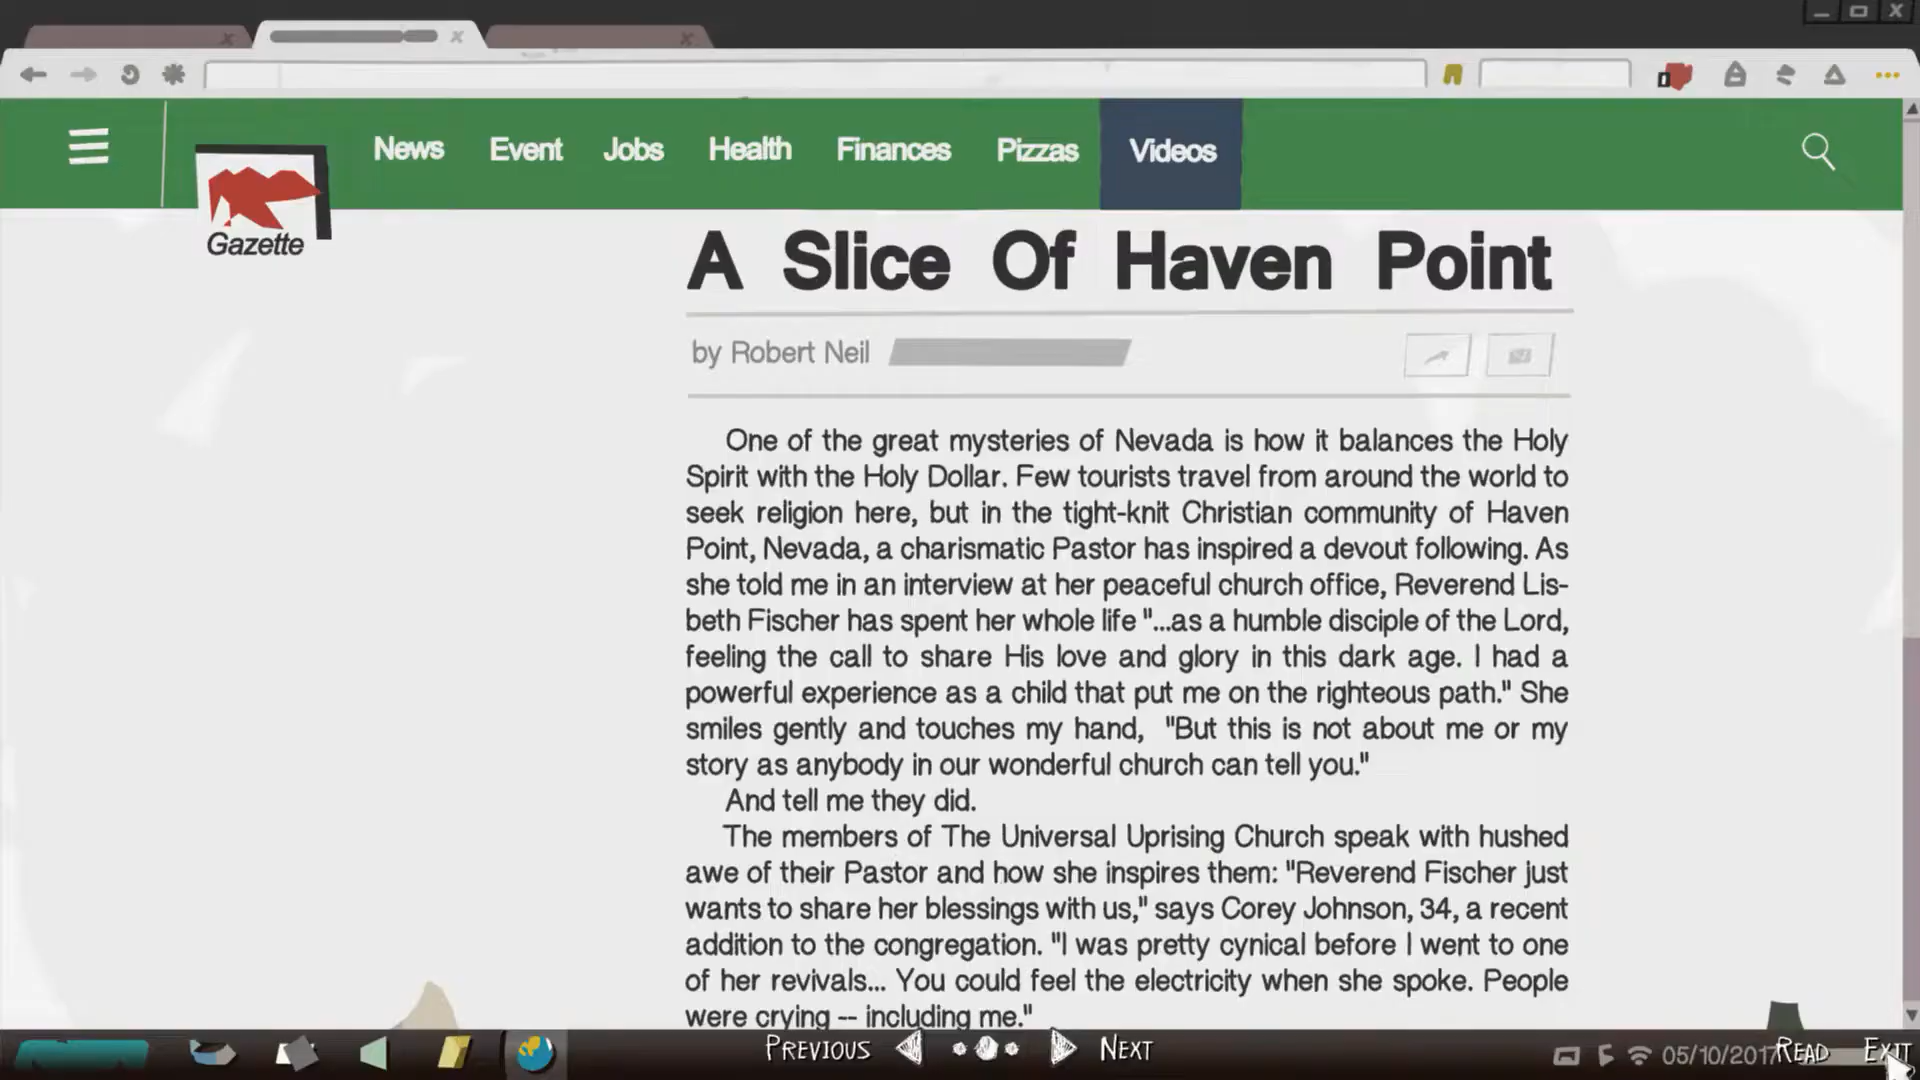 News Event Jobs Health Finances Pizzas Videos
Gazette
A Slice Of Haven Point
by Robert Neil
One of the great mysteries of Nevada is how it balances the Holy
Spirit with the Holy Dollar. Few tourists travel from around the world to
seek religion here, but in the tight-knit Christian community of Haven
Point, Nevada, a charismatic Pastor has inspired a devout following. As
she told me in an interview at her peaceful church office, Reverend Lis-
beth Fischer has spent her whole life "...as a humble disciple of the Lord,
feeling the call to share His love and glory in this dark age. I had a
powerful experience as a child that put me on the righteous path." She
smiles gently and touches my hand, "But this is not about me or my
story as anybody in our wonderful church can tell you."
And tell me they did.
The members of The Universal Uprising Church speak with hushed
awe of their Pastor and how she inspires them: "Reverend Fischer just
wants to share her blessings with us," says Corey Johnson, 34, a recent
addition to the congregation. "I was pretty cynical before I went to one
of her revivals... You could feel the electricity when she spoke. People
were crying -- including me."
PREVIOUS NEXT 05/10/2017 READ EXIT